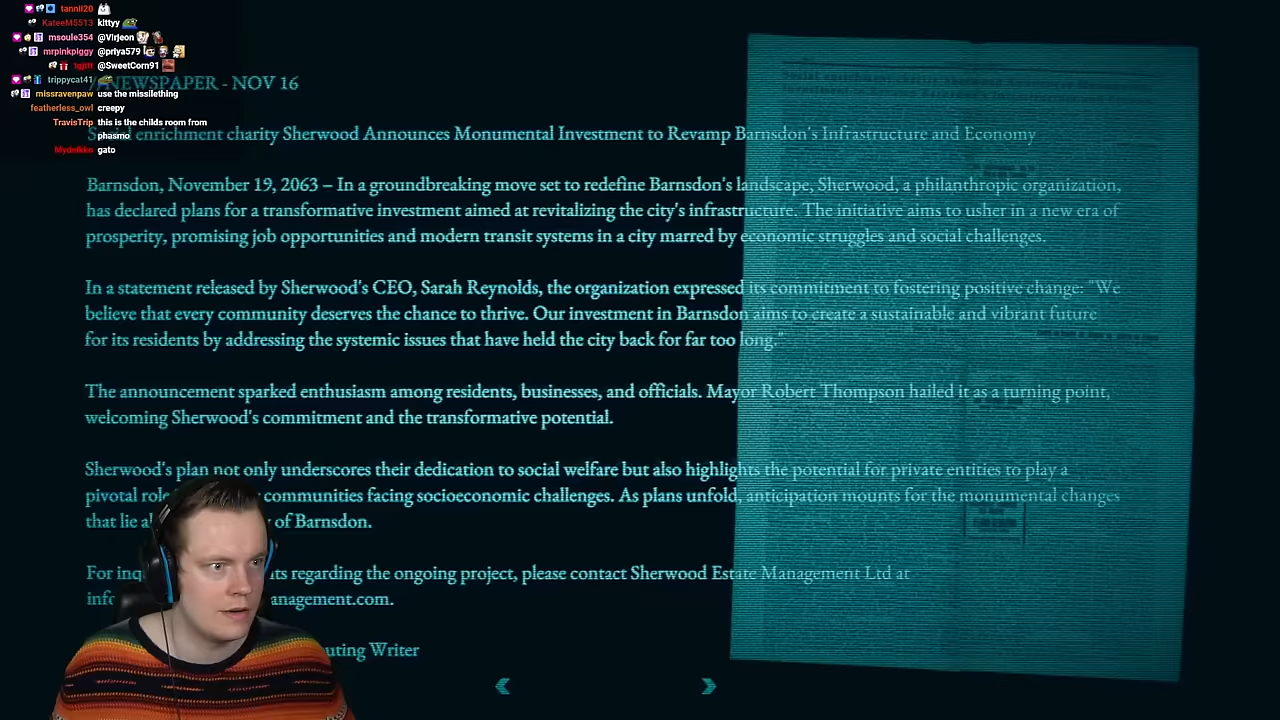 tannii20
KateeM5513 kittyy
msoule354 @Virjeon
mrpinkpiggy @priya579
1gjttt @SweetCorn91
trippycat41
missravenpaw use the missilething
featherless_owl creepy
TravisTrip this is the childs room from
phasmo
Mydnikkn gato
NEWSPAPER - NOV 16
enrichment charity Sherwood Announces Monumental Investment to Revamp Barnsdon's Infrastructure and Economy
Barnsdon, November 19, 2063 – In a groundbreaking move set to redefine Barnsdon's landscape, Sherwood, a philanthropic organization,
has declared plans for a transformative investment aimed at revitalizing the city's infrastructure. The initiative aims to usher in a new era of
prosperity, promising job opportunities and modern transit systems in a city marred by economic struggles and social challenges.
In a statement released by Sherwood's CEO, Sarah Reynolds, the organization expressed its commitment to fostering positive change: "We
believe that every community deserves the chance to thrive. Our investment in Barnsdon aims to create a sustainable and vibrant future
for its residents by addressing the systemic issues that have held the city back for far too long."
The announcement sparked enthusiasm among residents, businesses, and officials. Mayor Robert Thompson hailed it as a turning point,
welcoming Sherwood's commitment and the transformative potential.
Sherwood's plan not only underscores their dedication to social welfare but also highlights the potential for private entities to play a
pivotal role communities facing socioeconomic challenges. As plans unfold, anticipation mounts for the monumental changes
that lie of Barnsdon.
For regarding the ongoing project, please contact Sherwood Estate Management Ltd at
anagement.com.
Writer